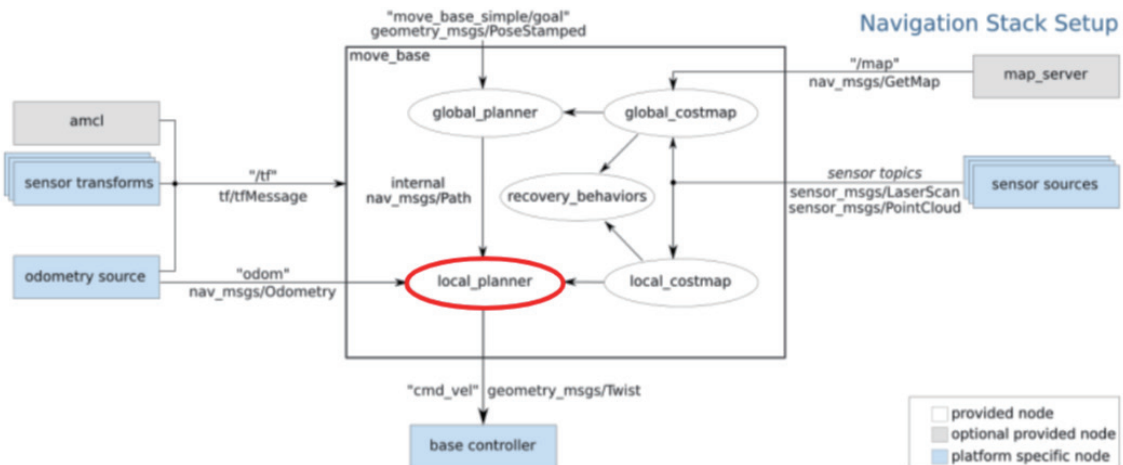 "move_base_simple/goal"
geometry_msgs/PoseStamped
Navigation Stack Setup
move_base
"/map"
nav_msgs/GetMap
map_server
amcl
global_planner
global_costmap
sensor transforms
"/tf"
tf/tfMessage
internal
nav_msgs/Path
recovery_behaviors
sensor topics
sensor_msgs/LaserScan
sensor_msgs/PointCloud
sensor sources
odometry source
"odom"
nav_msgs/Odometry
local_planner
local_costmap
"cmd_vel" geometry_msgs/Twist
base controller
provided node
optional provided node
platform specific node